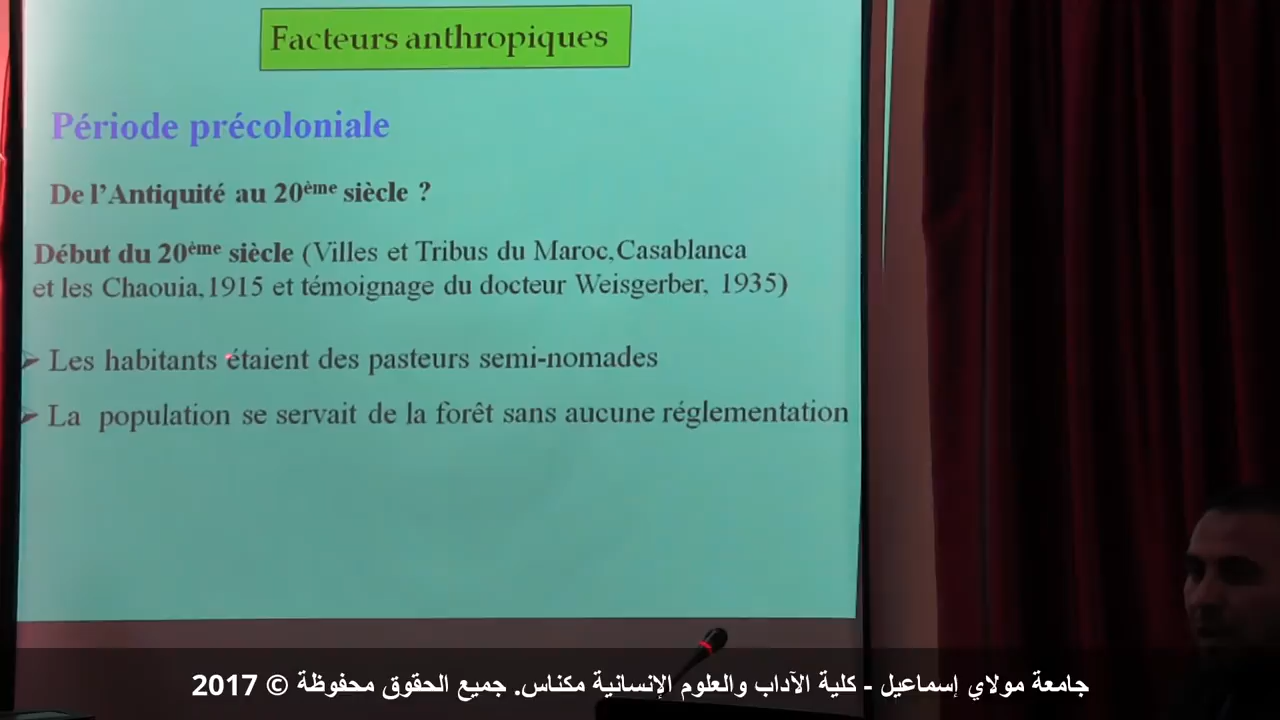 Facteurs anthropiques
Période précoloniale
De l’Antiquité au 20ème siècle ?
Début du 20ème siècle (Villes et Tribus du Maroc,Casablanca
et les Chaouia,1915 et témoignage du docteur Weisgerber, 1935)
➤ Les habitants étaient des pasteurs semi-nomades
➤ La population se servait de la forêt sans aucune réglementation
جامعة مولاي إسماعيل - كلية الآداب والعلوم الإنسانية مكناس. جميع الحقوق محفوظة © 2017